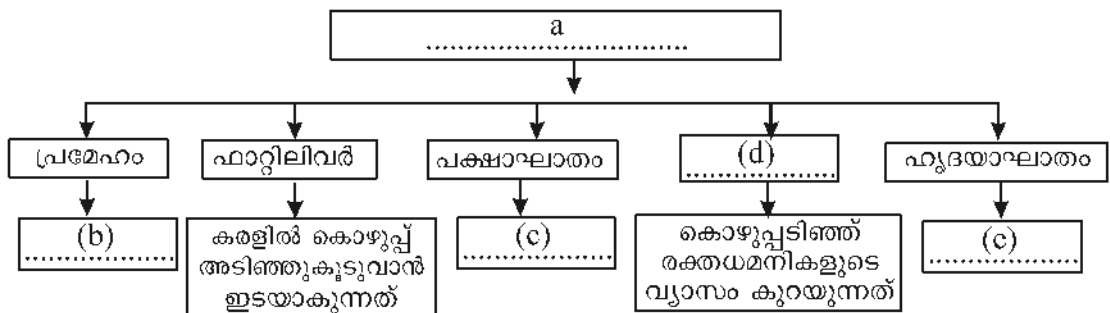 a
................................
പ്രമേഹം
ഫാറ്റിലിവർ
പക്ഷാഘാതം
(d)
....................
ഹൃദയാഘാതം
(b)
....................
കരളിൽ കൊഴുപ്പ്
അടിഞ്ഞുകൂടുവാൻ
ഇടയാകുന്നത്
(c)
....................
കൊഴുപ്പടിഞ്ഞ്
രക്തധമനികളുടെ
വ്യാസം കുറയുന്നത്
(e)
....................